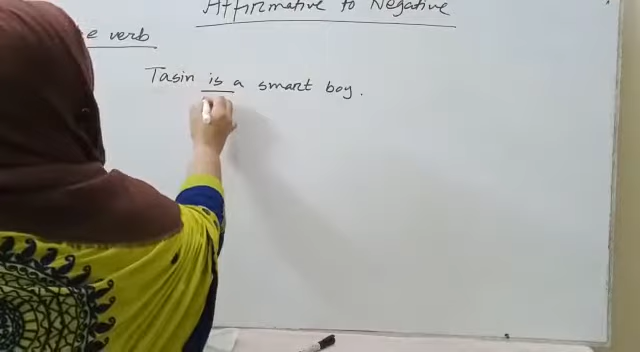 Affirmative to Negative
e verb
Tasin is a smart boy.